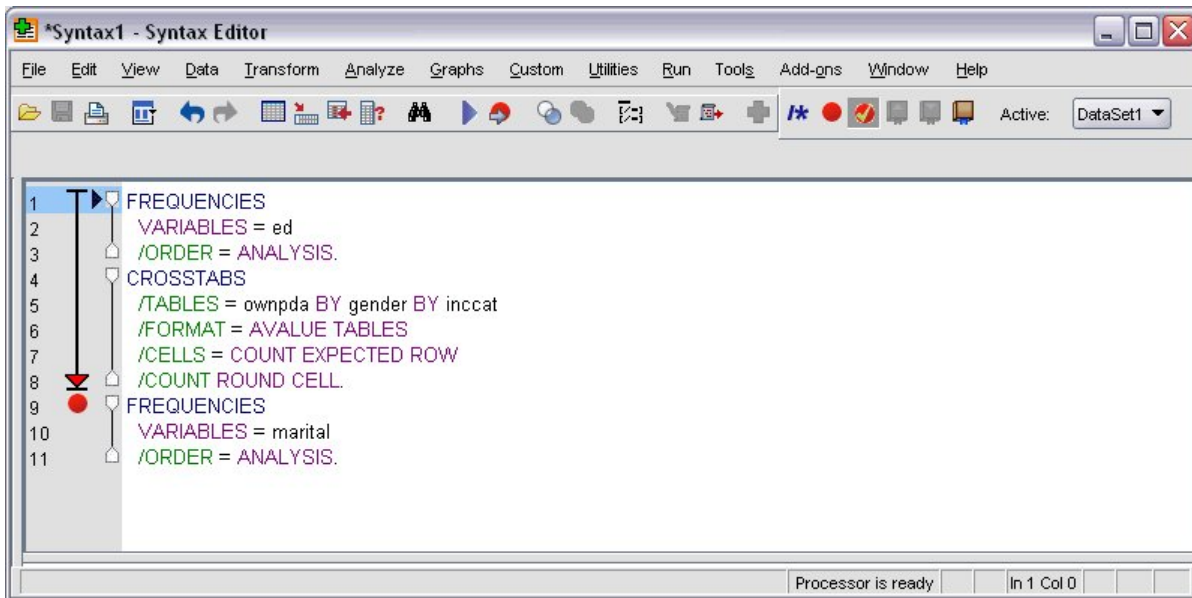 *Syntax1 - Syntax Editor
File Edit View Data Transform Analyze Graphs Custom Utilities Run Tools Add-ons Window Help
/* Active: DataSet1
1 FREQUENCIES
2 VARIABLES = ed
3 /ORDER = ANALYSIS.
4 CROSSTABS
5 /TABLES = ownpda BY gender BY inccat
6 /FORMAT = AVALUE TABLES
7 /CELLS = COUNT EXPECTED ROW
8 /COUNT ROUND CELL.
9 FREQUENCIES
10 VARIABLES = marital
11 /ORDER = ANALYSIS.
Processor is ready In 1 Col 0